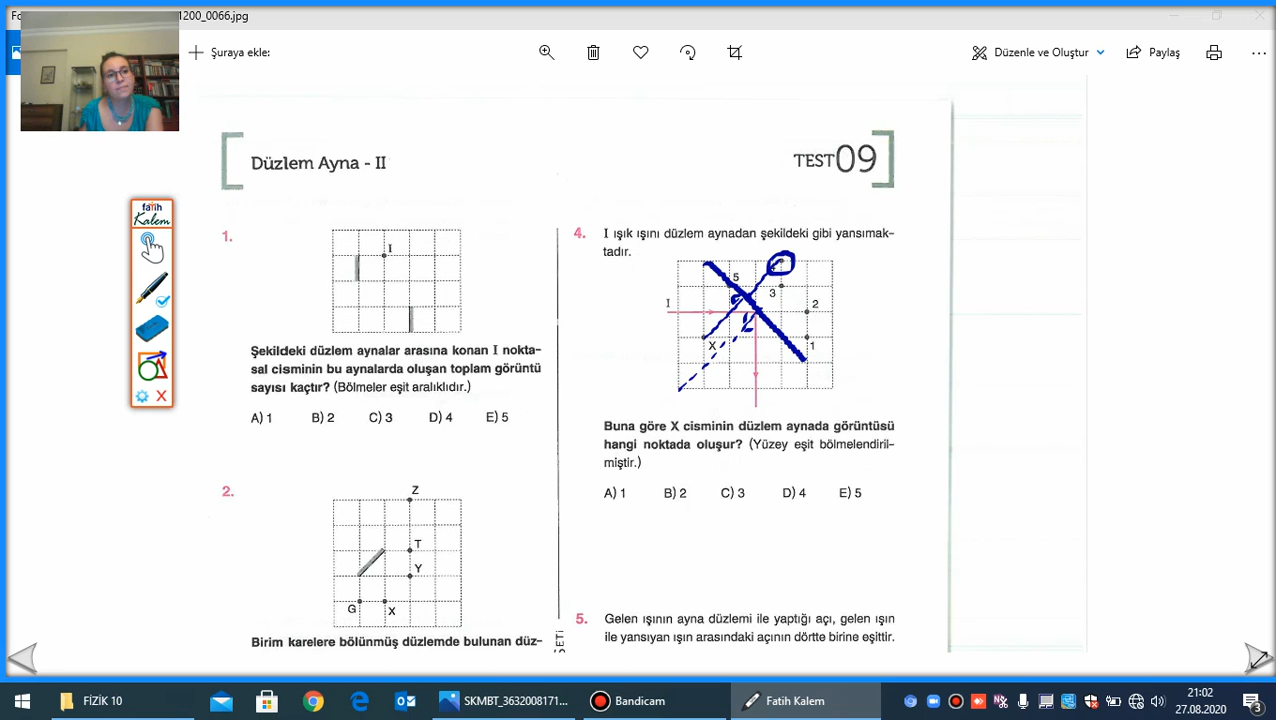 Fo
1200_0066.jpg
Şuraya ekle:
Düzenle ve Oluştur
Paylaş
Düzlem Ayna - II
TEST09
fatih
Kalem
1.
I
Şekildeki düzlem aynalar arasına konan I nokta-
sal cisminin bu aynalarda oluşan toplam görüntü
sayısı kaçtır? (Bölmeler eşit aralıklıdır.)
A) 1 B) 2 C) 3 D) 4 E) 5
2.
Z
T
Y
G X
Birim karelere bölünmüş düzlemde bulunan düz-
4. I ışık ışını düzlem aynadan şekildeki gibi yansımak-
tadır.
5
3
I
2
X
1
Buna göre X cisminin düzlem aynada görüntüsü
hangi noktada oluşur? (Yüzey eşit bölmelendiril-
miştir.)
A) 1 B) 2 C) 3 D) 4 E) 5
5. Gelen ışının ayna düzlemi ile yaptığı açı, gelen ışın
ile yansıyan ışın arasındaki açının dörtte birine eşittir.
SETİ
FİZİK 10
SKMBT_3632008171...
Bandicam
Fatih Kalem
21:02
27.08.2020